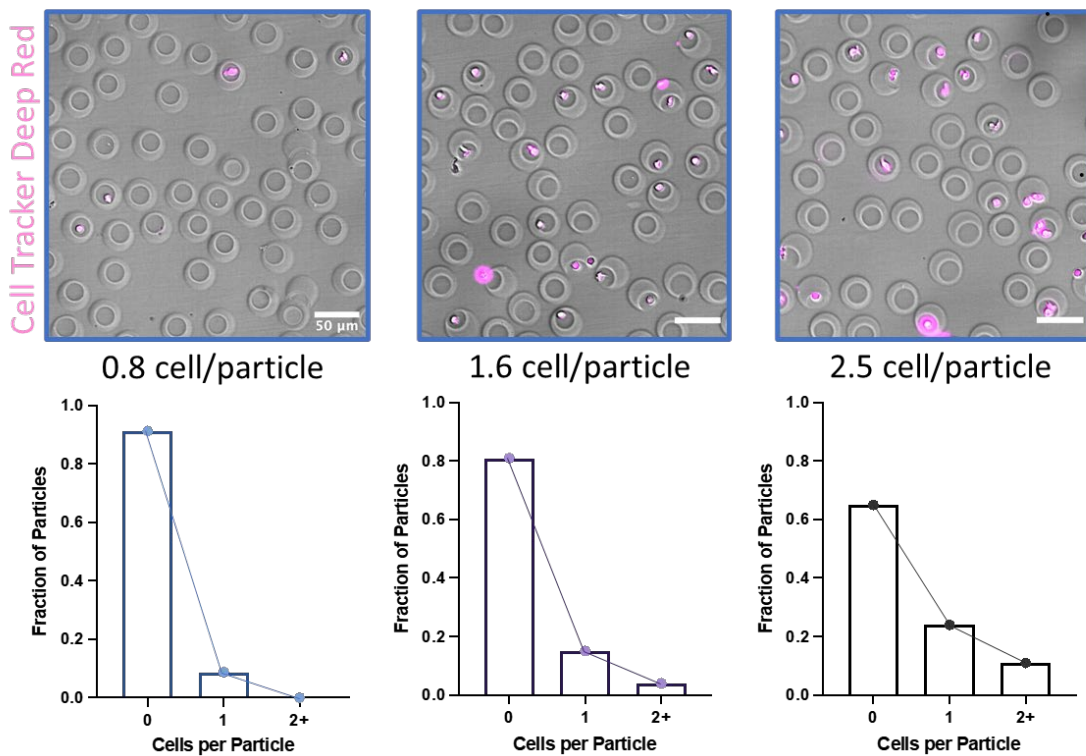 Cell Tracker Deep Red
50 µm
0.8 cell/particle
1.6 cell/particle
2.5 cell/particle
Fraction of Particles
1.0
0.8
0.6
0.4
0.2
0.0
0
1
2+
Cells per Particle
Fraction of Particles
1.0
0.8
0.6
0.4
0.2
0.0
0
1
2+
Cells per Particle
Fraction of Particles
1.0
0.8
0.6
0.4
0.2
0.0
0
1
2+
Cells per Particle